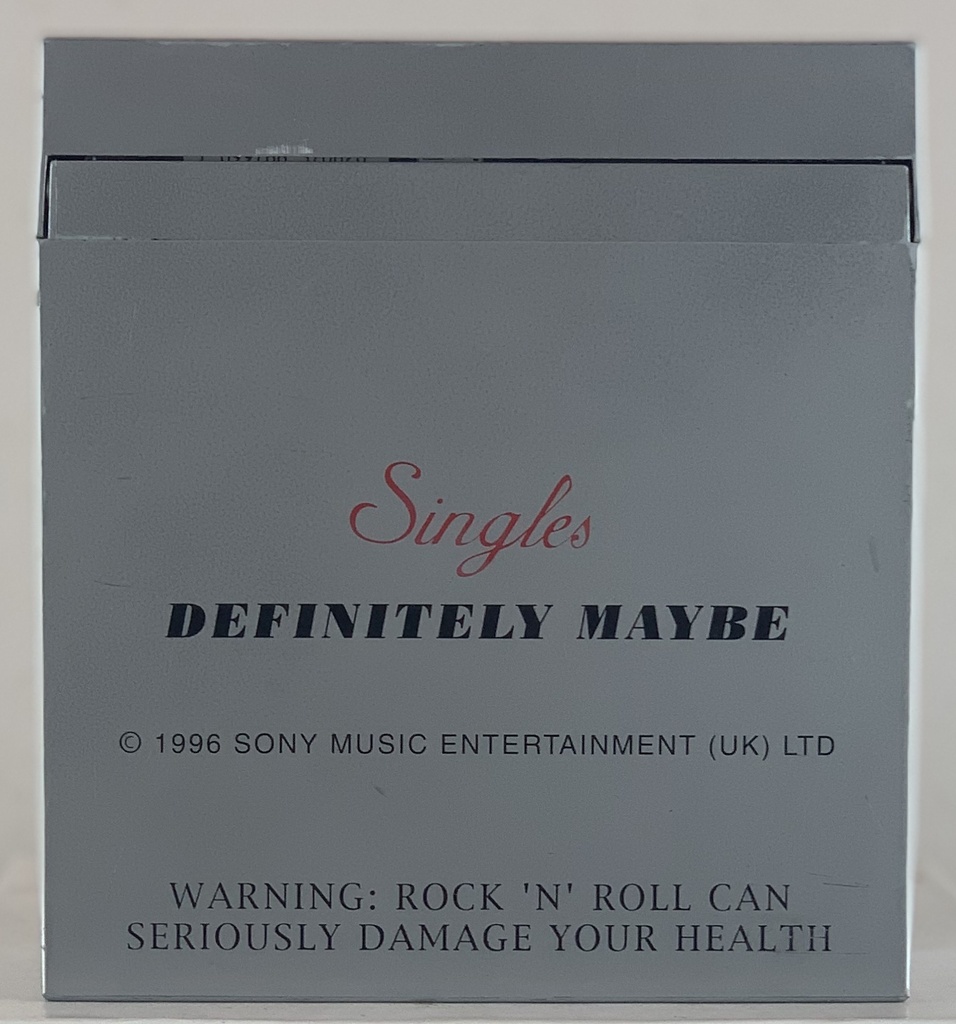 Singles
DEFINITELY MAYBE
© 1996 SONY MUSIC ENTERTAINMENT (UK) LTD
WARNING: ROCK 'N' ROLL CAN
SERIOUSLY DAMAGE YOUR HEALTH